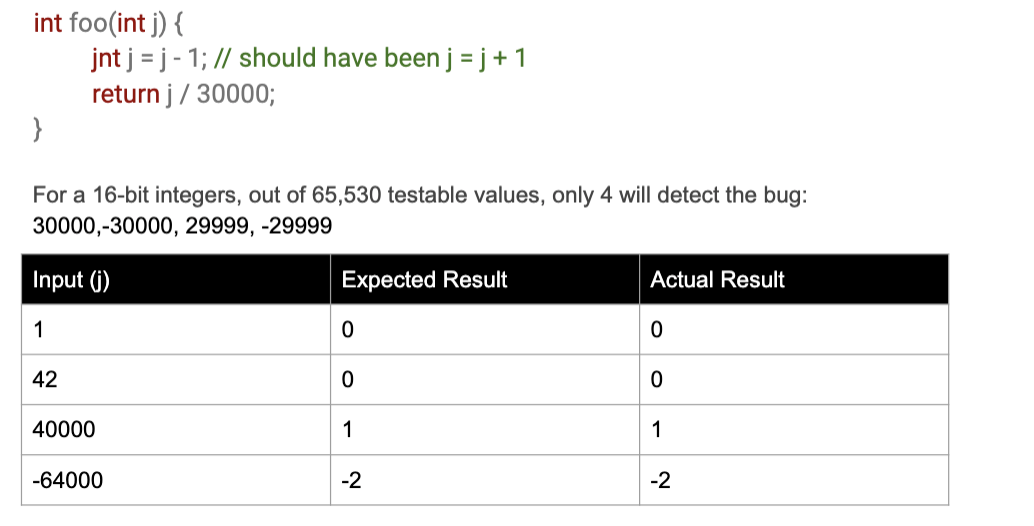 int foo(int j) {
jnt j = j - 1; // should have been j = j + 1
return j / 30000;
}
For a 16-bit integers, out of 65,530 testable values, only 4 will detect the bug:
30000,-30000, 29999, -29999
Input (j) Expected Result Actual Result
1 0 0
42 0 0
40000 1 1
-64000 -2 -2